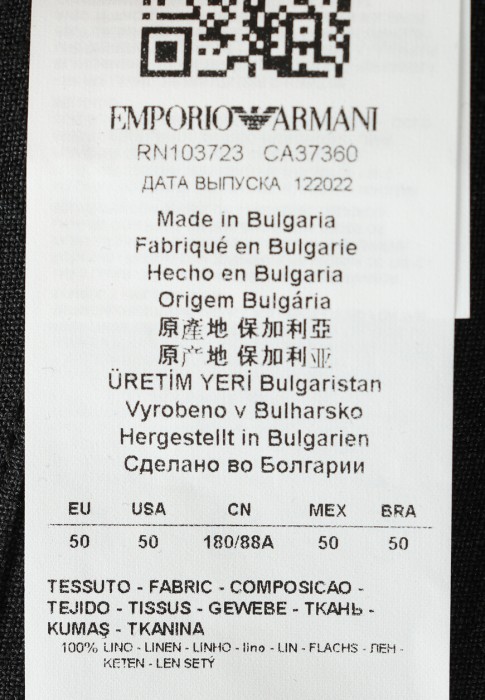 EMPORIO ARMANI
RN103723 CA37360
ДАТА ВЫПУСКА 122022
Made in Bulgaria
Fabriqué en Bulgarie
Hecho en Bulgaria
Origem Bulgária
原產地 保加利亞
原产地 保加利亚
ÜRETİM YERİ Bulgaristan
Vyrobeno v Bulharsko
Hergestellt in Bulgarien
Сделано во Болгарии
EU USA CN MEX BRA
50 50 180/88A 50 50
TESSUTO - FABRIC - COMPOSICAO -
TEJIDO - TISSUS - GEWEBE - ТКАНЬ -
KUMAŞ - TKANINA
100% LINO - LINEN - LINHO - lino - LIN - FLACHS - ЛЕН -
KETEN - LEN SETÝ